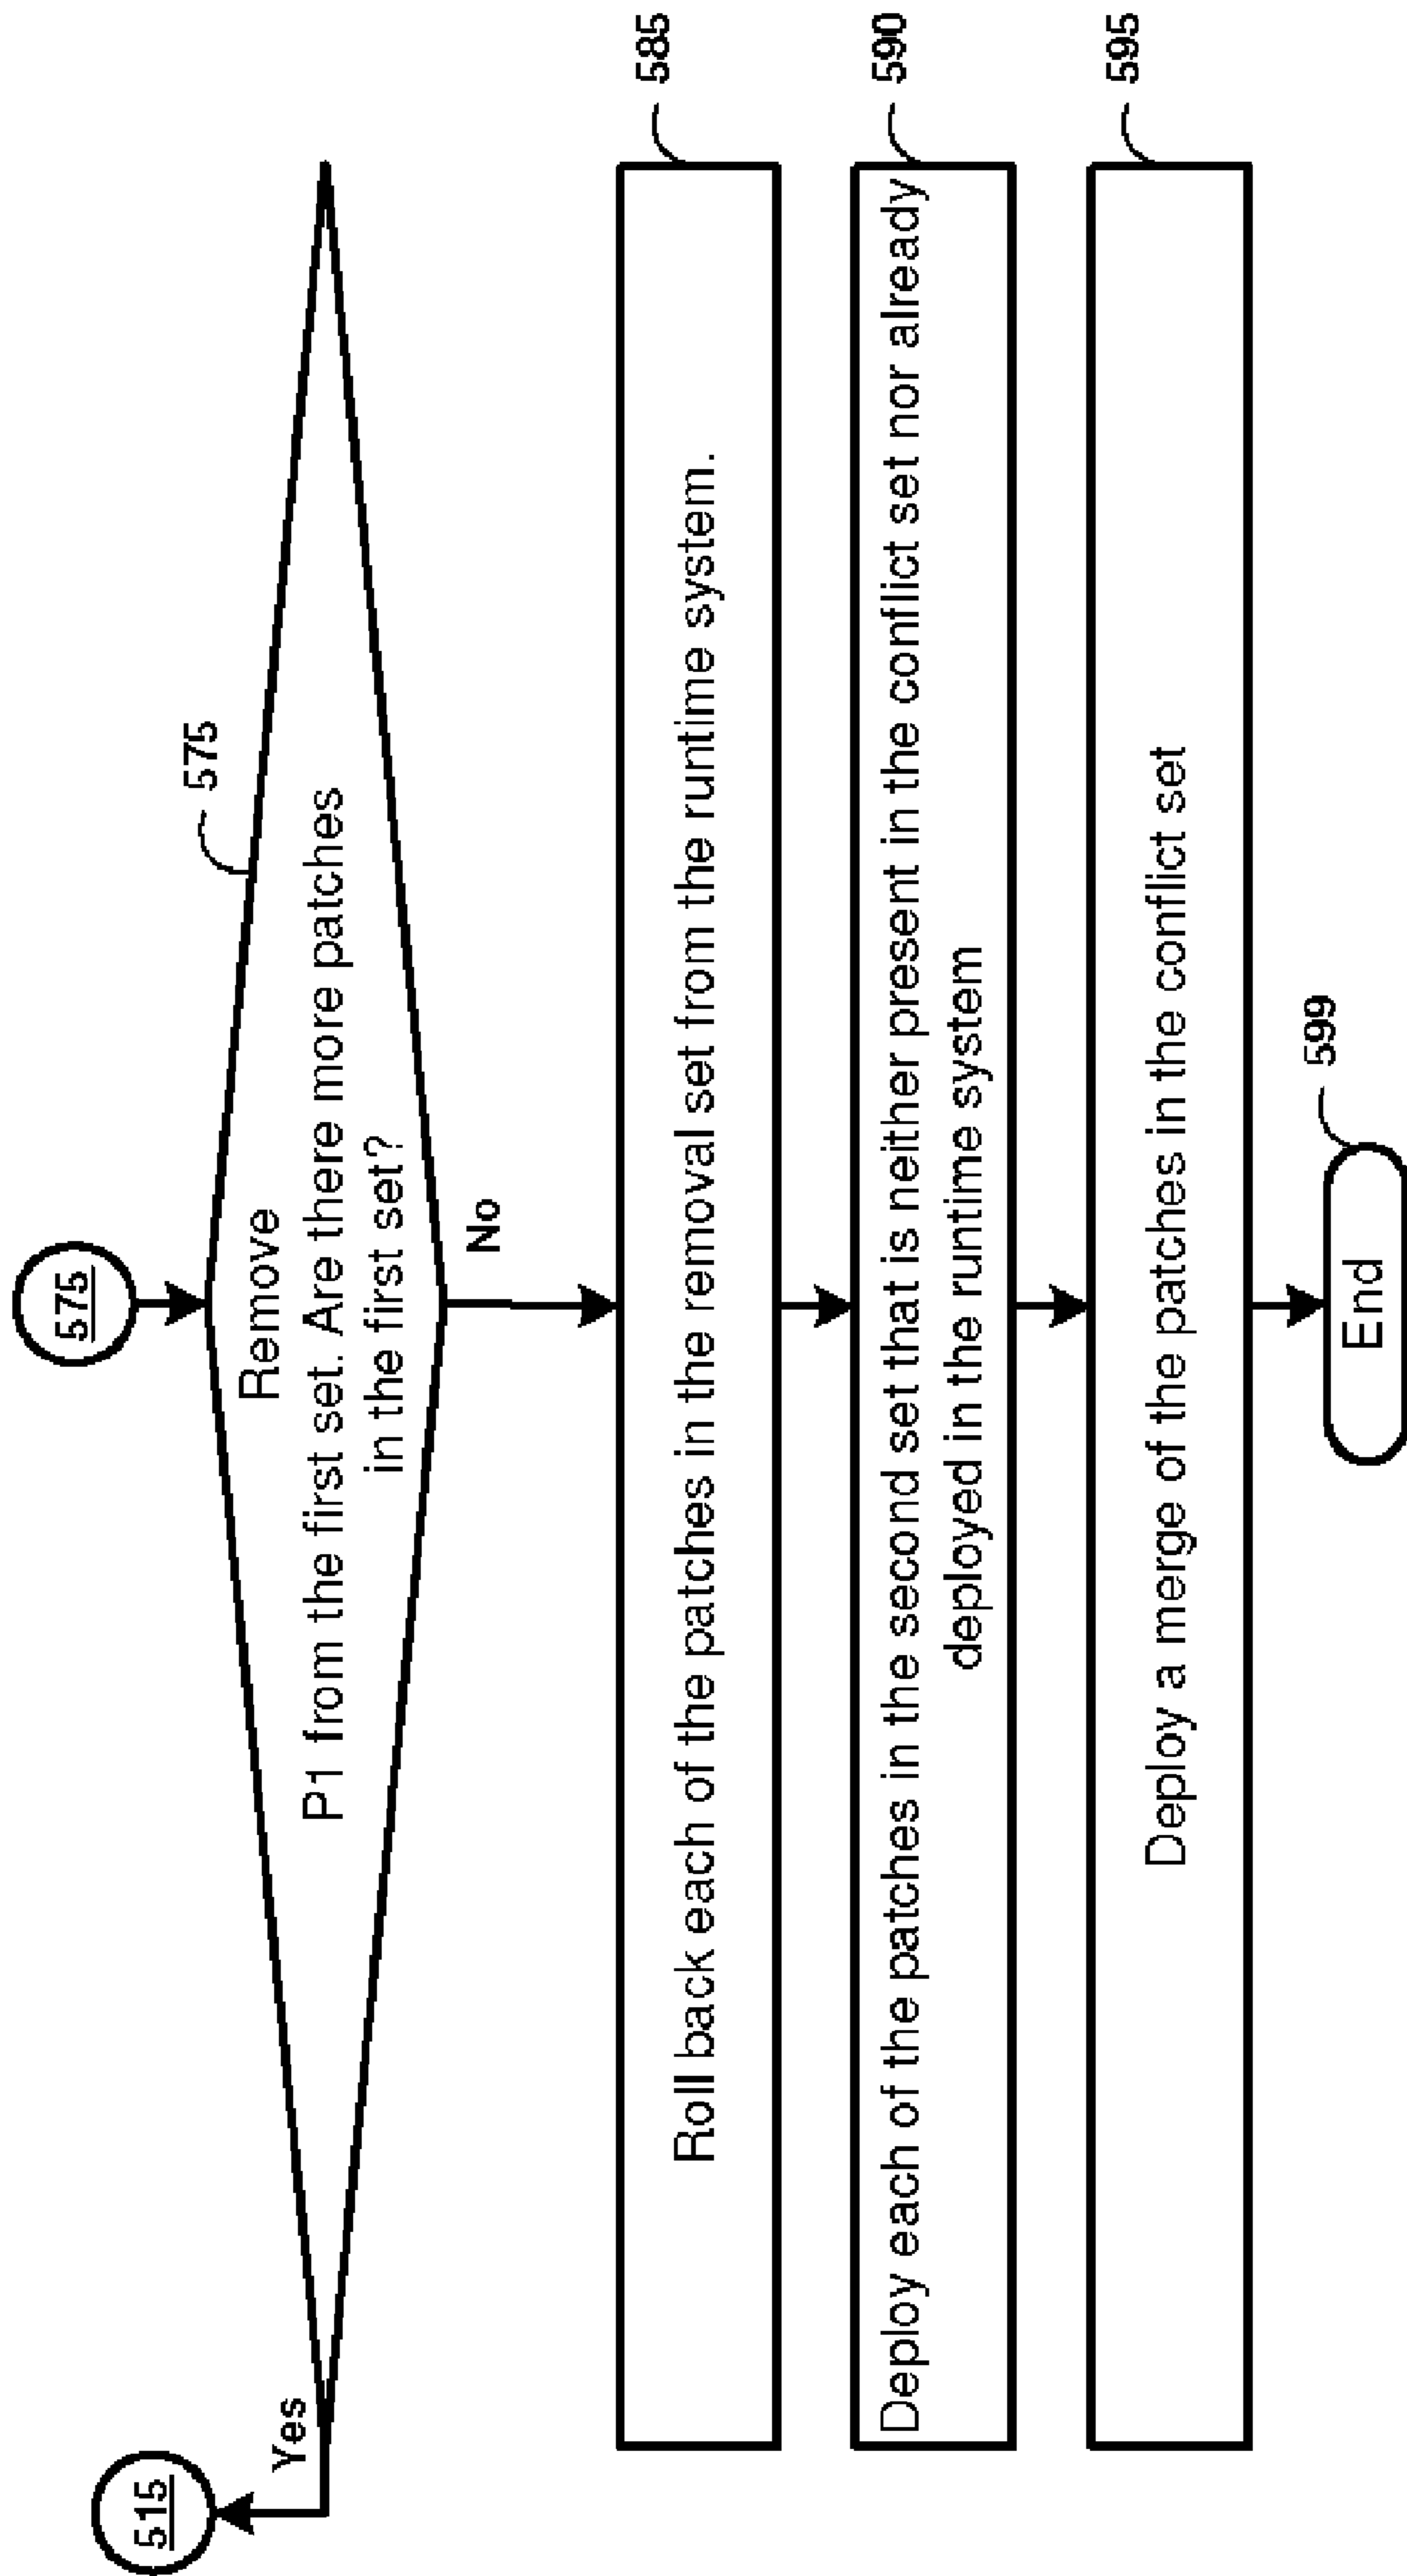 575
515
Yes
575
Remove
P1 from the first set. Are there more patches
in the first set?
No
585
Roll back each of the patches in the removal set from the runtime system.
590
Deploy each of the patches in the second set that is neither present in the conflict set nor already
deployed in the runtime system
595
Deploy a merge of the patches in the conflict set
599
End